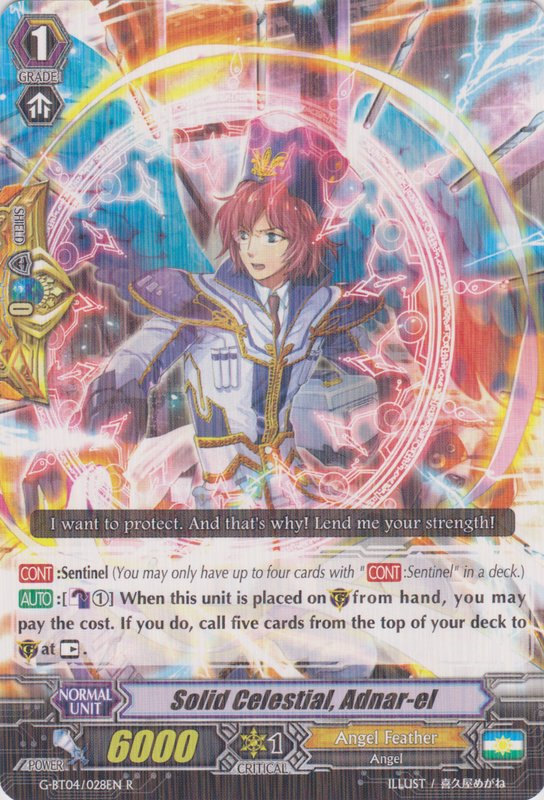 1
GRADE
SHIELD
0
I want to protect. And that's why! Lend me your strength!
CONT:Sentinel (You may only have up to four cards with "CONT:Sentinel" in a deck.)
AUTO:[①] When this unit is placed on G from hand, you may
pay the cost. If you do, call five cards from the top of your deck to
G at .
NORMAL
UNIT
Solid Celestial, Adnar-el
6000
1
CRITICAL
Angel Feather
Angel
G-BT04/028EN R
ILLUST / 喜久屋めがね